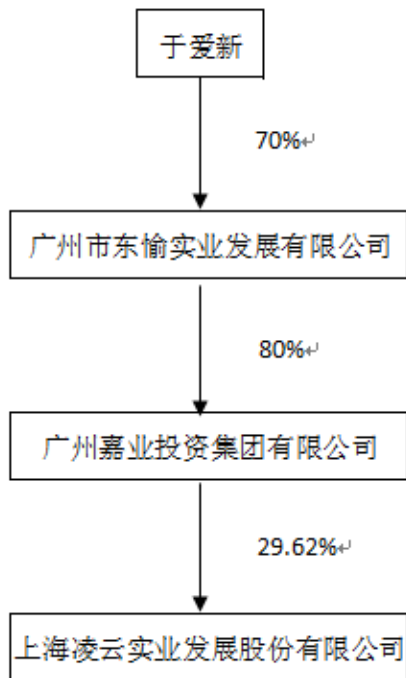 于爱新
70%↵
广州市东愉实业发展有限公司
80%↵
广州嘉业投资集团有限公司
29.62%↵
上海凌云实业发展股份有限公司